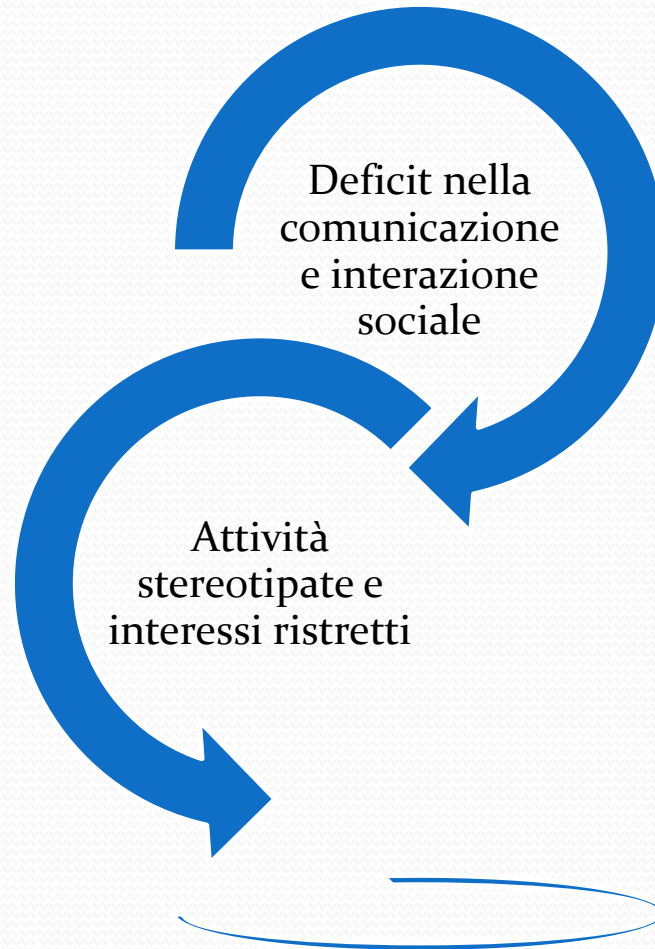 Deficit nella
comunicazione
e interazione
sociale
Attività
stereotipate e
interessi ristretti